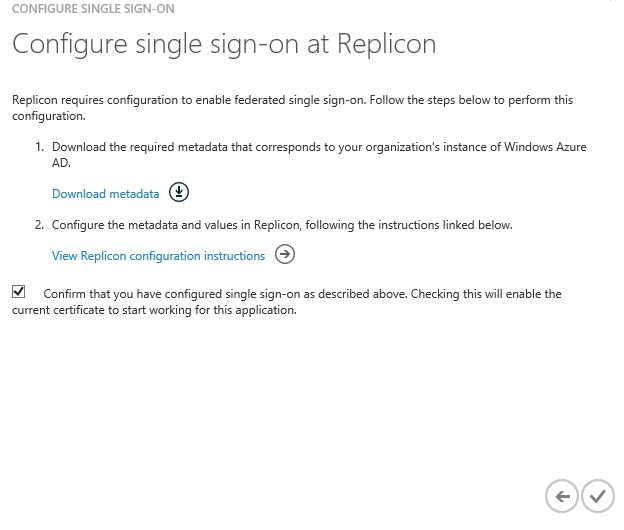 CONFIGURE SINGLE SIGN-ON
Configure single sign-on at Replicon
Replicon requires configuration to enable federated single sign-on. Follow the steps below to perform this
configuration.
1. Download the required metadata that corresponds to your organization's instance of Windows Azure
AD.
Download metadata
2. Configure the metadata and values in Replicon, following the instructions linked below.
View Replicon configuration instructions
Confirm that you have configured single sign-on as described above. Checking this will enable the
current certificate to start working for this application.